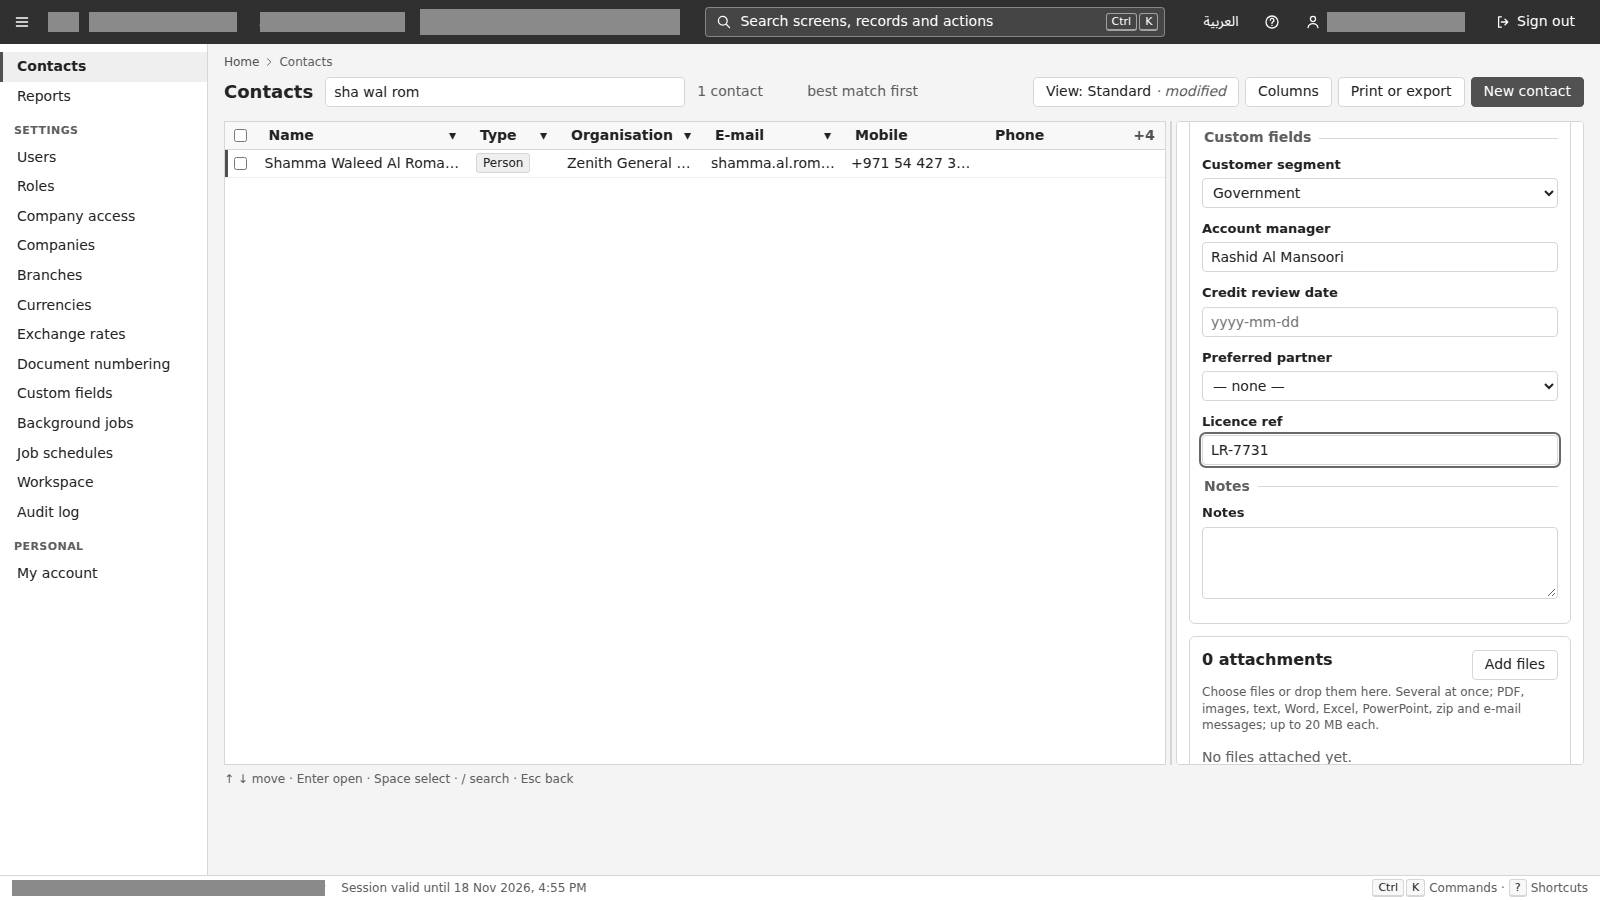 Search screens, records and actions
Ctrl K
العربية
Sign out
Contacts
Reports
SETTINGS
Users
Roles
Company access
Companies
Branches
Currencies
Exchange rates
Document numbering
Custom fields
Background jobs
Job schedules
Workspace
Audit log
PERSONAL
My account
Home > Contacts
Contacts
sha wal rom
1 contact
best match first
View: Standard · modified
Columns
Print or export
New contact
Name ▼ Type ▼ Organisation ▼ E-mail ▼ Mobile Phone +4
Shamma Waleed Al Roma… Person Zenith General … shamma.al.rom… +971 54 427 3…
↑ ↓ move · Enter open · Space select · / search · Esc back
Custom fields
Customer segment
Government
Account manager
Rashid Al Mansoori
Credit review date
yyyy-mm-dd
Preferred partner
— none —
Licence ref
LR-7731
Notes
Notes
0 attachments
Add files
Choose files or drop them here. Several at once; PDF,
images, text, Word, Excel, PowerPoint, zip and e-mail
messages; up to 20 MB each.
No files attached yet.
Session valid until 18 Nov 2026, 4:55 PM
Ctrl K Commands · ? Shortcuts